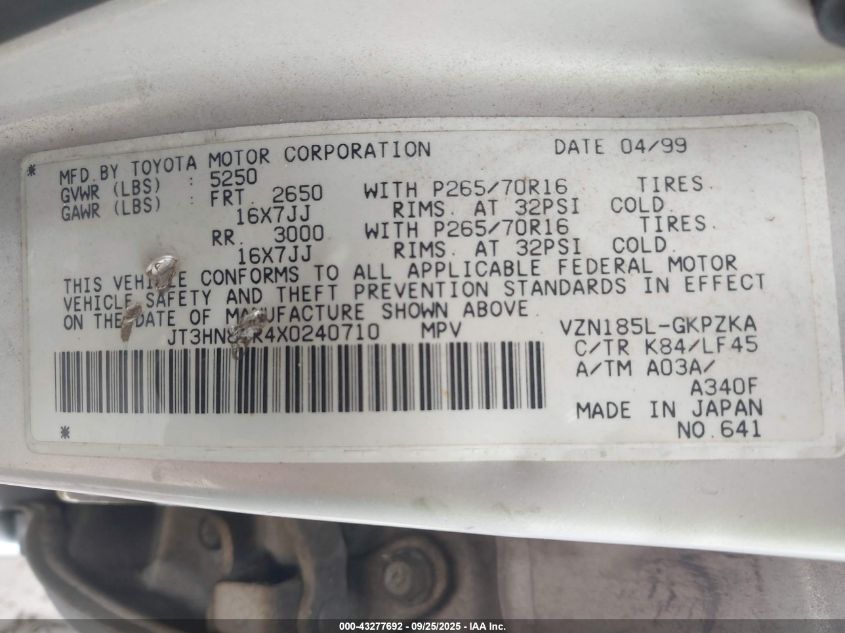 * MFD. BY TOYOTA MOTOR CORPORATION DATE 04/99
GVWR (LBS) : 5250
GAWR (LBS) : FRT. 2650 WITH P265/70R16 TIRES.
16X7JJ RIMS. AT 32PSI COLD.
RR. 3000 WITH P265/70R16 TIRES.
16X7JJ RIMS. AT 32PSI COLD.
THIS VEHICLE CONFORMS TO ALL APPLICABLE FEDERAL MOTOR
VEHICLE SAFETY AND THEFT PREVENTION STANDARDS IN EFFECT
ON THE DATE OF MANUFACTURE SHOWN ABOVE.
MPV VZN185L-GKPZKA
C/TR K84/LF45
A/TM A03A/
A340F
MADE IN JAPAN
* NO.641
000-43277692 - 09/25/2025 - IAA Inc.